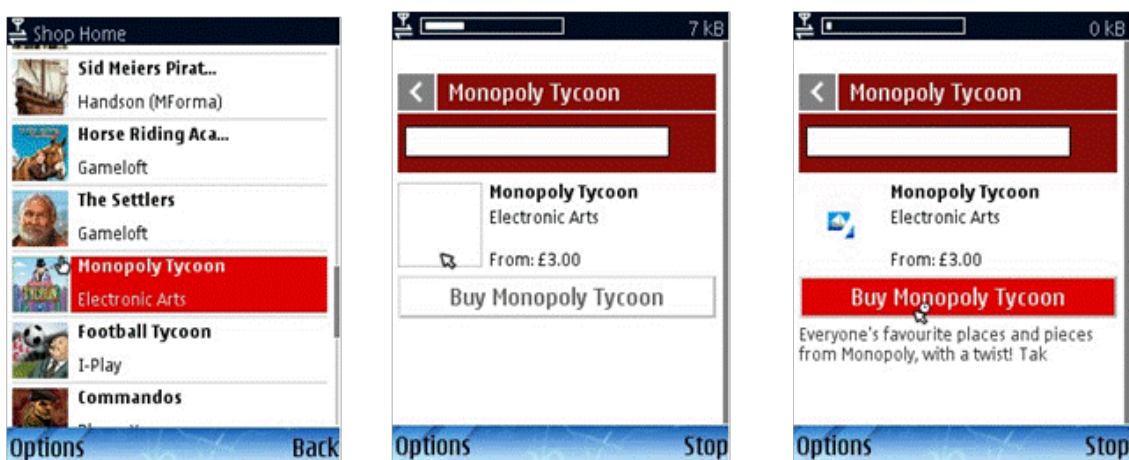 Shop Home
Sid Meiers Pirat...
Handson (MForma)
Horse Riding Aca...
Gameloft
The Settlers
Gameloft
Monopoly Tycoon
Electronic Arts
Football Tycoon
I-Play
Commandos
Options
Back
7 kB
Monopoly Tycoon
Monopoly Tycoon
Electronic Arts
From: £3.00
Buy Monopoly Tycoon
Options
Stop
0 kB
Monopoly Tycoon
Monopoly Tycoon
Electronic Arts
From: £3.00
Buy Monopoly Tycoon
Everyone's favourite places and pieces
from Monopoly, with a twist! Tak
Options
Stop